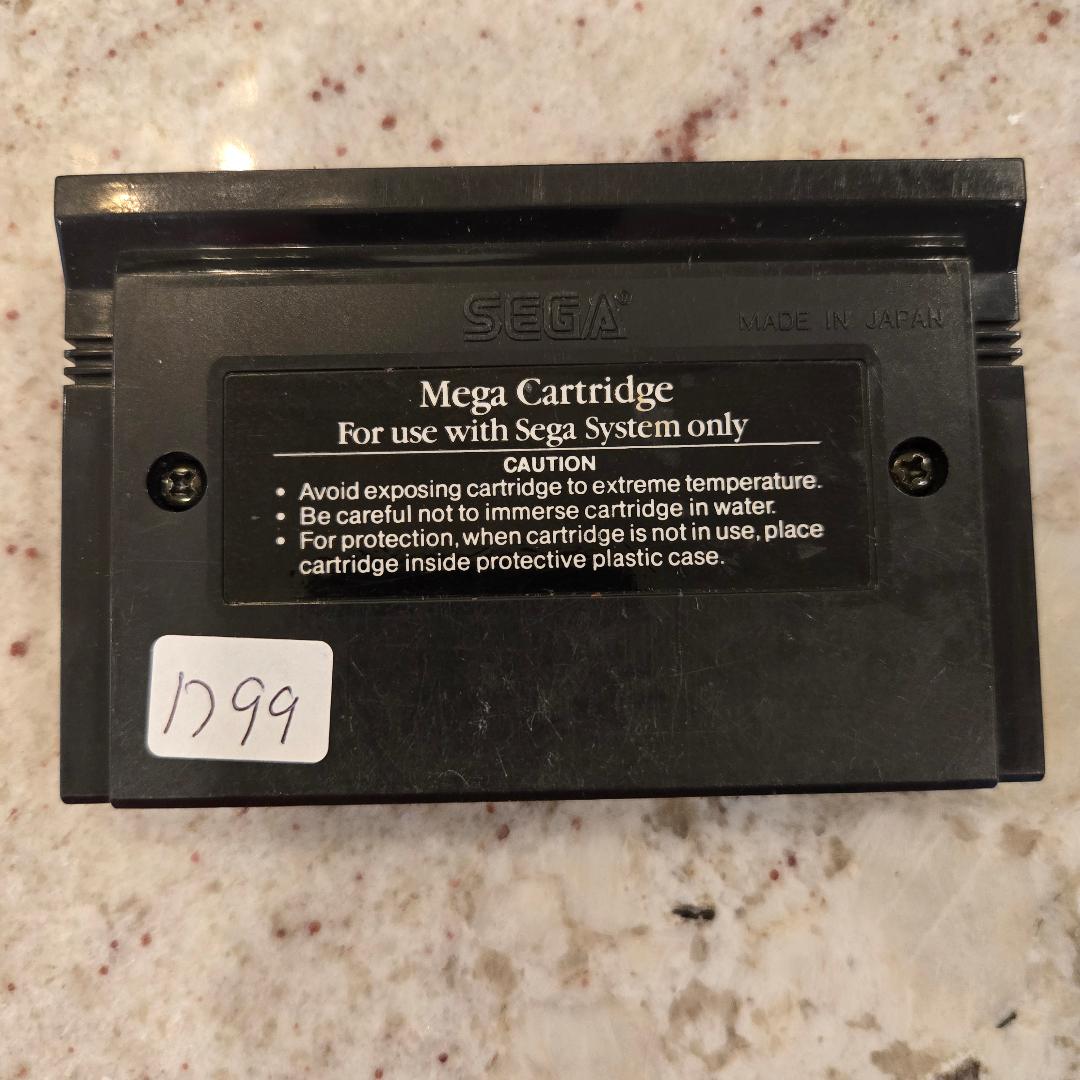 SEGA®
MADE IN JAPAN
Mega Cartridge
For use with Sega System only
CAUTION
• Avoid exposing cartridge to extreme temperature.
• Be careful not to immerse cartridge in water.
• For protection, when cartridge is not in use, place
cartridge inside protective plastic case.
1799